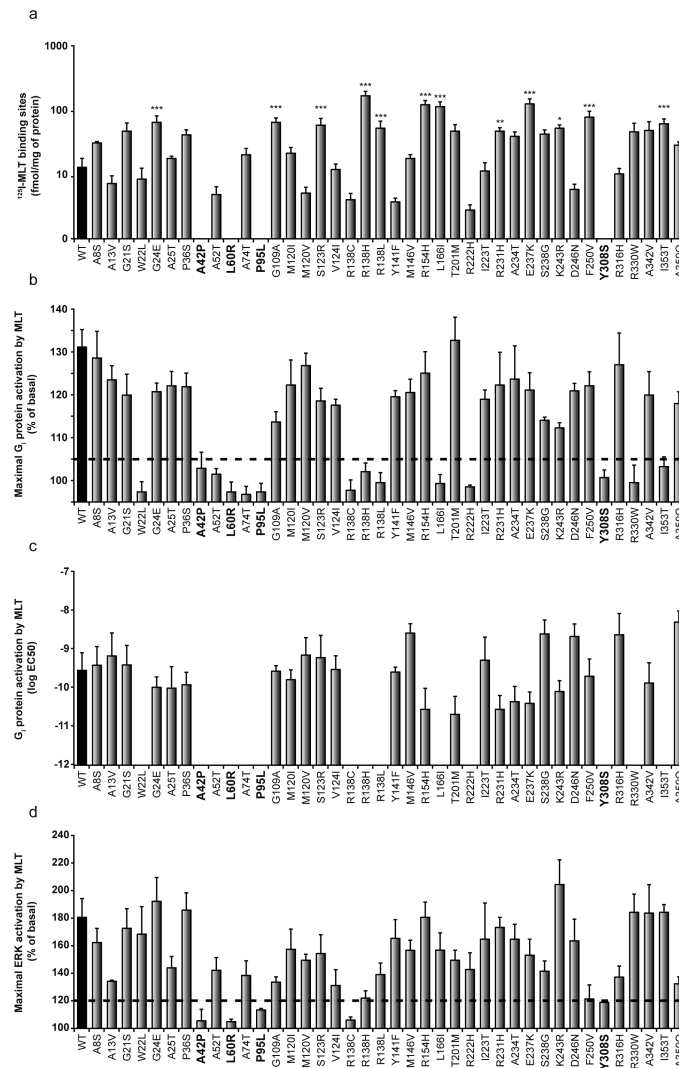 a
1000
100
10
0
125I-MLT binding sites
(fmol/mg of protein)
*** *** *** *** *** *** *** ** *** * *** ***
WT A8S A13V G21S W22L G24E A25T P36S A42P A52T L60R A74T P95L G109A M120I M120V S123R V124I R138C R138H R138L Y141F M146V R154H L166I T201M R222H I223T R231H A234T E237K S238G K243R D246N F250V Y308S R316H R330W A342V I353T
b
140
130
120
110
105
100
Maximal Gi protein activation by MLT
(% of basal)
WT A8S A13V G21S W22L G24E A25T P36S A42P A52T L60R A74T P95L G109A M120I M120V S123R V124I R138C R138H R138L Y141F M146V R154H L166I T201M R222H I223T R231H A234T E237K S238G K243R D246N F250V Y308S R316H R330W A342V I353T
c
-7
-8
-9
-10
-11
-12
Gi protein activation by MLT
(log EC50)
WT A8S A13V G21S W22L G24E A25T P36S A42P A52T L60R A74T P95L G109A M120I M120V S123R V124I R138C R138H R138L Y141F M146V R154H L166I T201M R222H I223T R231H A234T E237K S238G K243R D246N F250V Y308S R316H R330W A342V I353T
d
240
220
200
180
160
140
120
100
Maximal ERK activation by MLT
(% of basal)
WT A8S A13V G21S W22L G24E A25T P36S A42P A52T L60R A74T P95L G109A M120I M120V S123R V124I R138C R138H R138L Y141F M146V R154H L166I T201M R222H I223T R231H A234T E237K S238G K243R D246N F250V Y308S R316H R330W A342V I353T